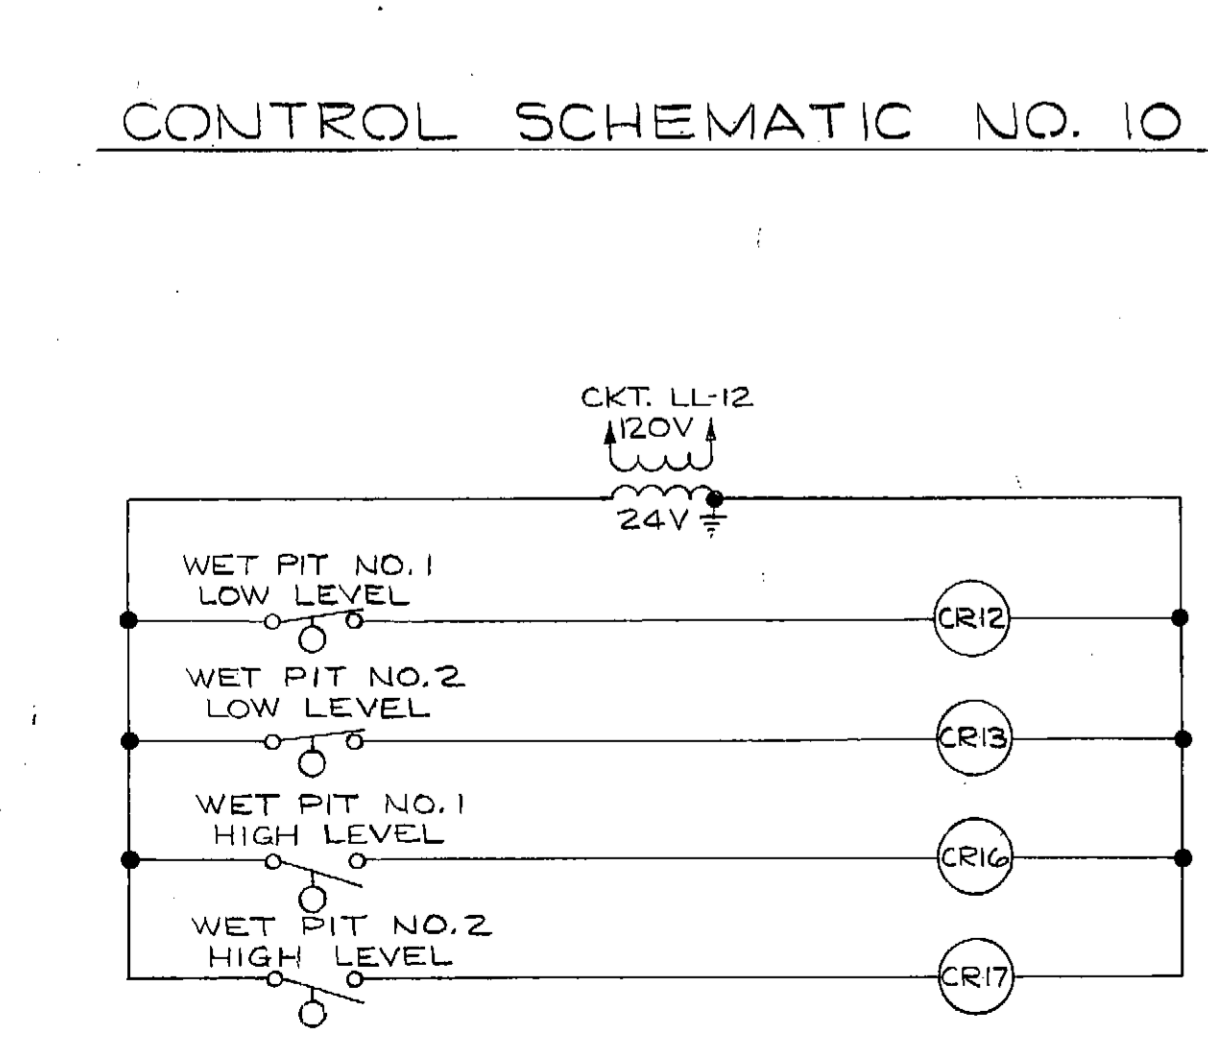 CONTROL SCHEMATIC NO. 10
CKT. LL-12
120V
24V
WET PIT NO. 1
LOW LEVEL
CR12
WET PIT NO. 2
LOW LEVEL
CR13
WET PIT NO. 1
HIGH LEVEL
CR16
WET PIT NO. 2
HIGH LEVEL
CR17